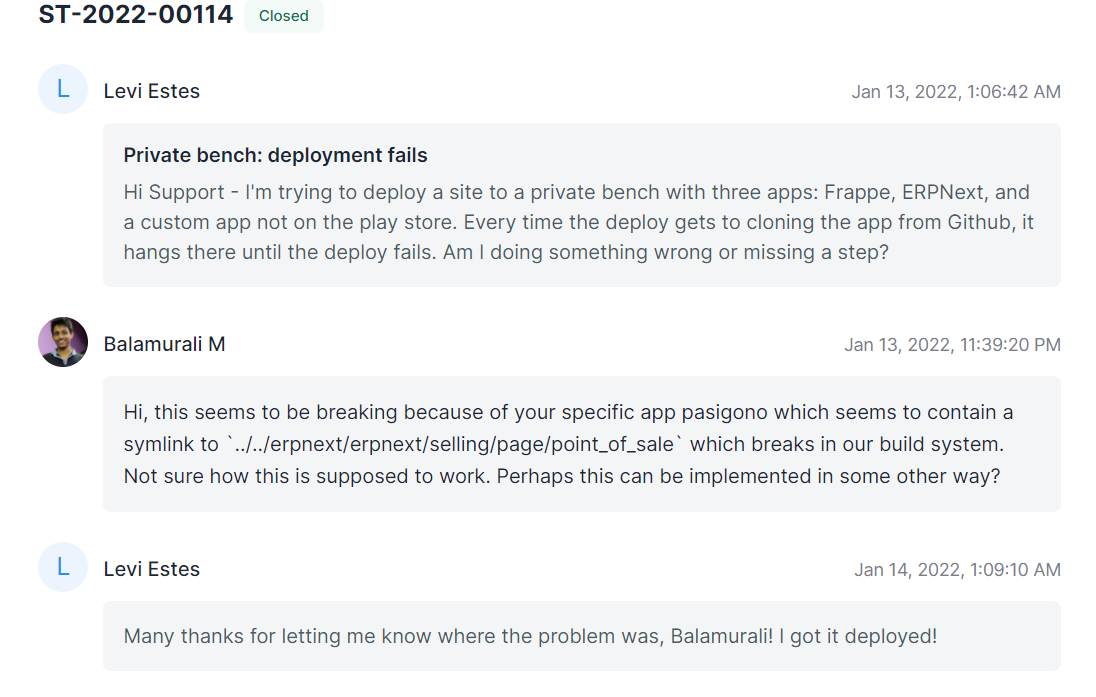 ST-2022-00114 Closed
L Levi Estes Jan 13, 2022, 1:06:42 AM
Private bench: deployment fails
Hi Support - I'm trying to deploy a site to a private bench with three apps: Frappe, ERPNext, and
a custom app not on the play store. Every time the deploy gets to cloning the app from Github, it
hangs there until the deploy fails. Am I doing something wrong or missing a step?
Balamurali M Jan 13, 2022, 11:39:20 PM
Hi, this seems to be breaking because of your specific app pasigono which seems to contain a
symlink to `../../erpnext/erpnext/selling/page/point_of_sale` which breaks in our build system.
Not sure how this is supposed to work. Perhaps this can be implemented in some other way?
L Levi Estes Jan 14, 2022, 1:09:10 AM
Many thanks for letting me know where the problem was, Balamurali! I got it deployed!